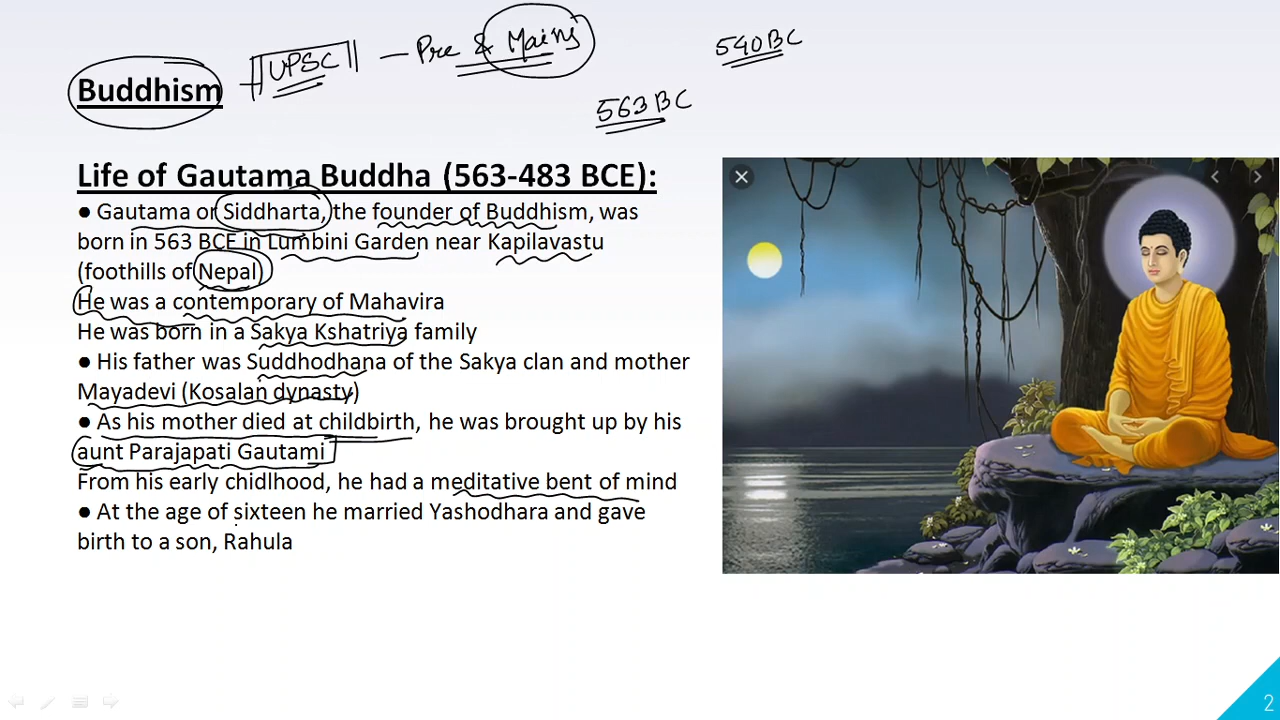 Buddhism UPSC — Pre & Mains
540 BC
563 BC
Life of Gautama Buddha (563-483 BCE):
● Gautama or Siddharta, the founder of Buddhism, was
born in 563 BCE in Lumbini Garden near Kapilavastu
(foothills of Nepal)
He was a contemporary of Mahavira
He was born in a Sakya Kshatriya family
● His father was Suddhodhana of the Sakya clan and mother
Mayadevi (Kosalan dynasty)
● As his mother died at childbirth, he was brought up by his
aunt Parajapati Gautami
From his early chidlhood, he had a meditative bent of mind
● At the age of sixteen he married Yashodhara and gave
birth to a son, Rahula
2